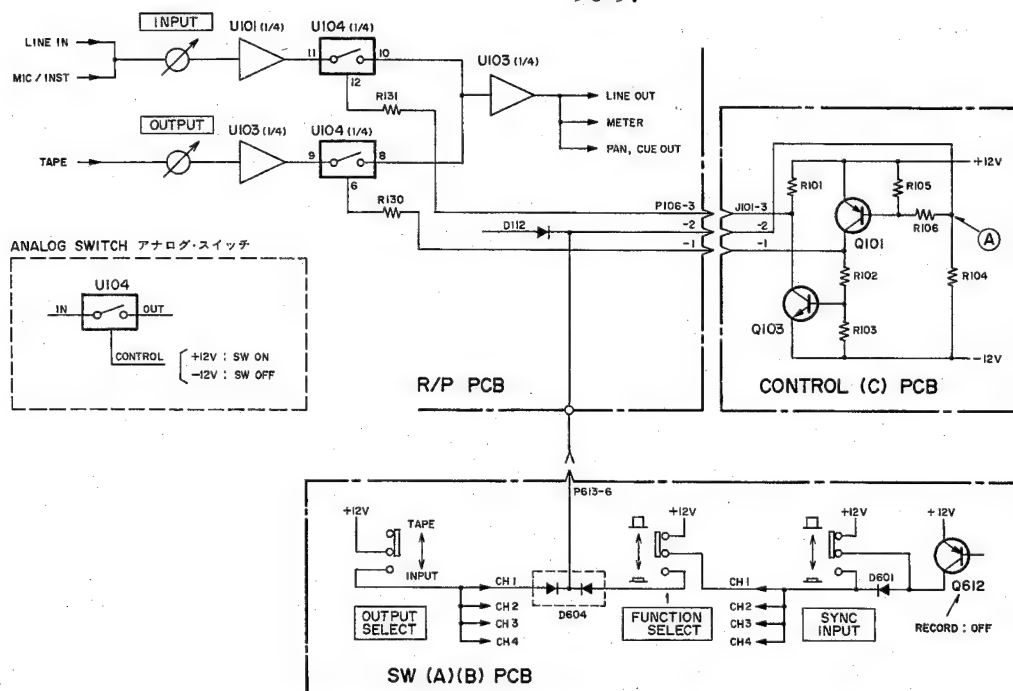 INPUT
U101 (1/4)
U104 (1/4)
LINE IN
MIC / INST
11
10
12
R131
U103 (1/4)
LINE OUT
METER
PAN, CUE OUT
OUTPUT
U103 (1/4)
U104 (1/4)
TAPE
9
8
6
R130
P106-3
J101-3
D112
-2
-2
-1
-1
+12V
R101
R105
R106
Q101
A
R102
R104
Q103
R103
-12V
R/P PCB
CONTROL (C) PCB
ANALOG SWITCH アナログ・スイッチ
U104
IN
OUT
CONTROL
+12V : SW ON
-12V : SW OFF
P613-6
+12V
TAPE
INPUT
OUTPUT SELECT
CH 1
CH 2
CH 3
CH 4
D604
+12V
FUNCTION SELECT
CH 1
CH 2
CH 3
CH 4
+12V
SYNC INPUT
D601
+12V
Q612
RECORD : OFF
SW (A)(B) PCB